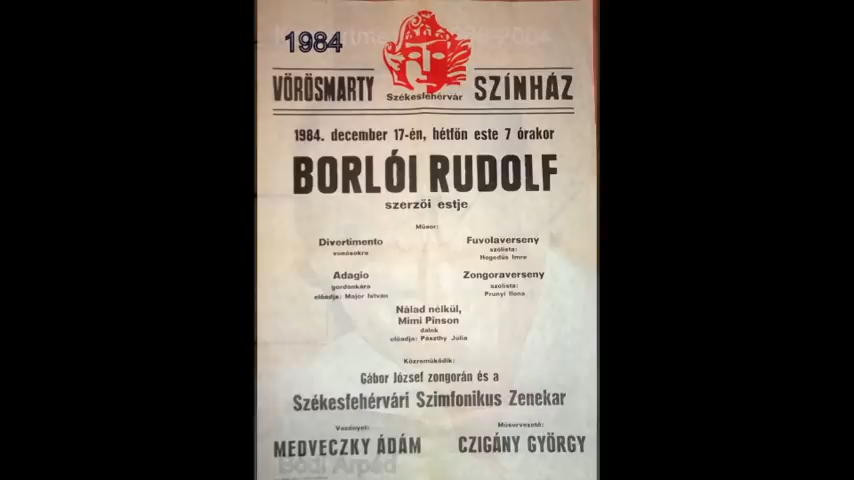 1984
VÖRÖSMARTY
Székesfehérvár
SZÍNHÁZ
1984. december 17-én, hétfőn este 7 órakor
BORLÓI RUDOLF
szerzői estje
Műsor:
Divertimento
vonósokra
Fuvolaverseny
szólista:
Hegedűs Imre
Adagio
gordonkára
előadja: Major István
Zongoraverseny
szólista:
Prunyi Ilona
Nálad nélkül,
Mimi Pinson
dalok
előadja: Pászthy Júlia
Közreműködik:
Gábor József zongorán és a
Székesfehérvári Szimfonikus Zenekar
Vezényel:
MEDVECZKY ÁDÁM
Műsorvezető:
CZIGÁNY GYÖRGY
Bódi Árpád